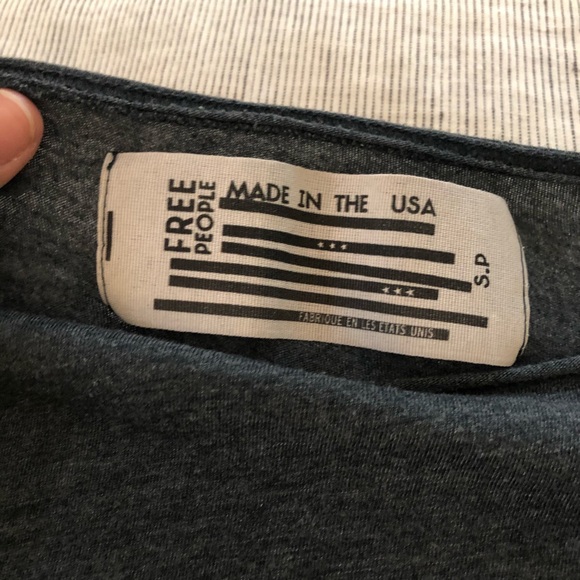 FREE
PEOPLE
MADE IN THE USA
S.P
FABRIQUE EN LES ETATS UNIS